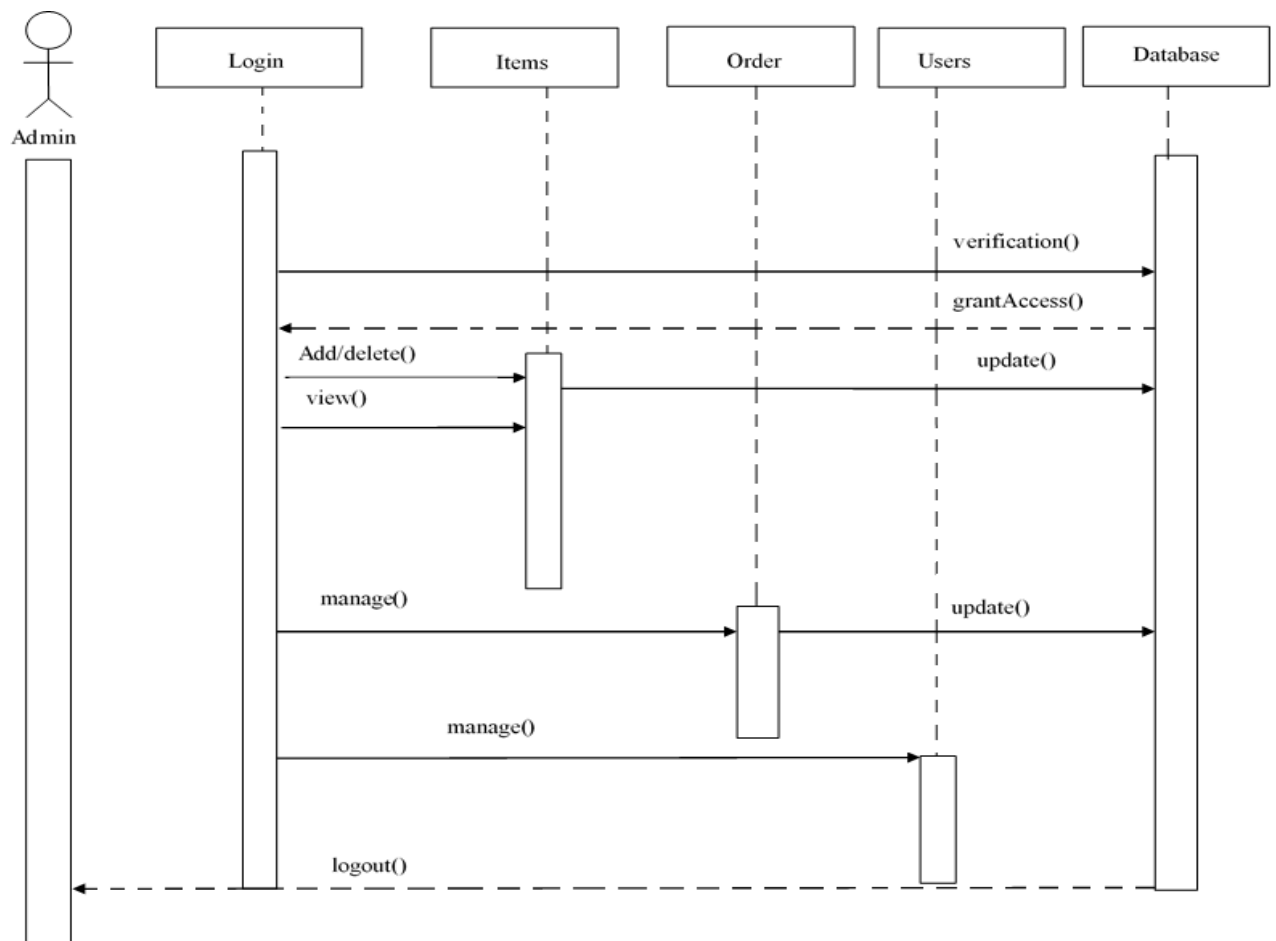 Login
Items
Order
Users
Database
Admin
verification()
grantAccess()
Add/delete()
update()
view()
manage()
update()
manage()
logout()